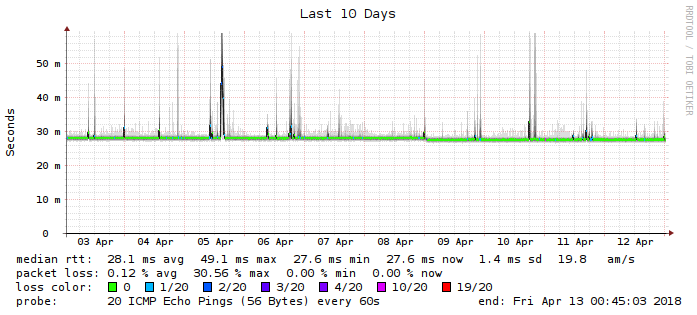 Last 10 Days
RRDTOOL / TOBI OETIKER
Seconds
50 m
40 m
30 m
20 m
10 m
0
03 Apr 04 Apr 05 Apr 06 Apr 07 Apr 08 Apr 09 Apr 10 Apr 11 Apr 12 Apr
median rtt: 28.1 ms avg 49.1 ms max 27.6 ms min 27.6 ms now 1.4 ms sd 19.8 am/s
packet loss: 0.12 % avg 30.56 % max 0.00 % min 0.00 % now
loss color: 0 1/20 2/20 3/20 4/20 10/20 19/20
probe: 20 ICMP Echo Pings (56 Bytes) every 60s end: Fri Apr 13 00:45:03 2018